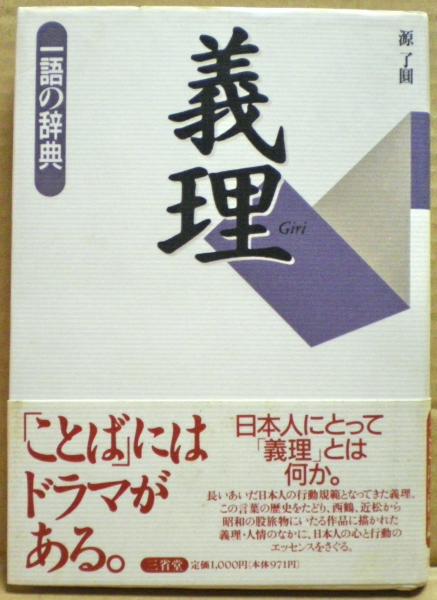 源 了圓
一語の辞典
義理
Giri
「ことば」には
ドラマが
ある。
日本人にとって
「義理」とは
何か。
長いあいだ日本人の行動規範となってきた義理。
この言葉の歴史をたどり、西鶴、近松から
昭和の股旅物にいたる作品に描かれた
義理・人情のなかに、日本人の心と行動の
エッセンスをさぐる。
三省堂 定価1,000円[本体971円]